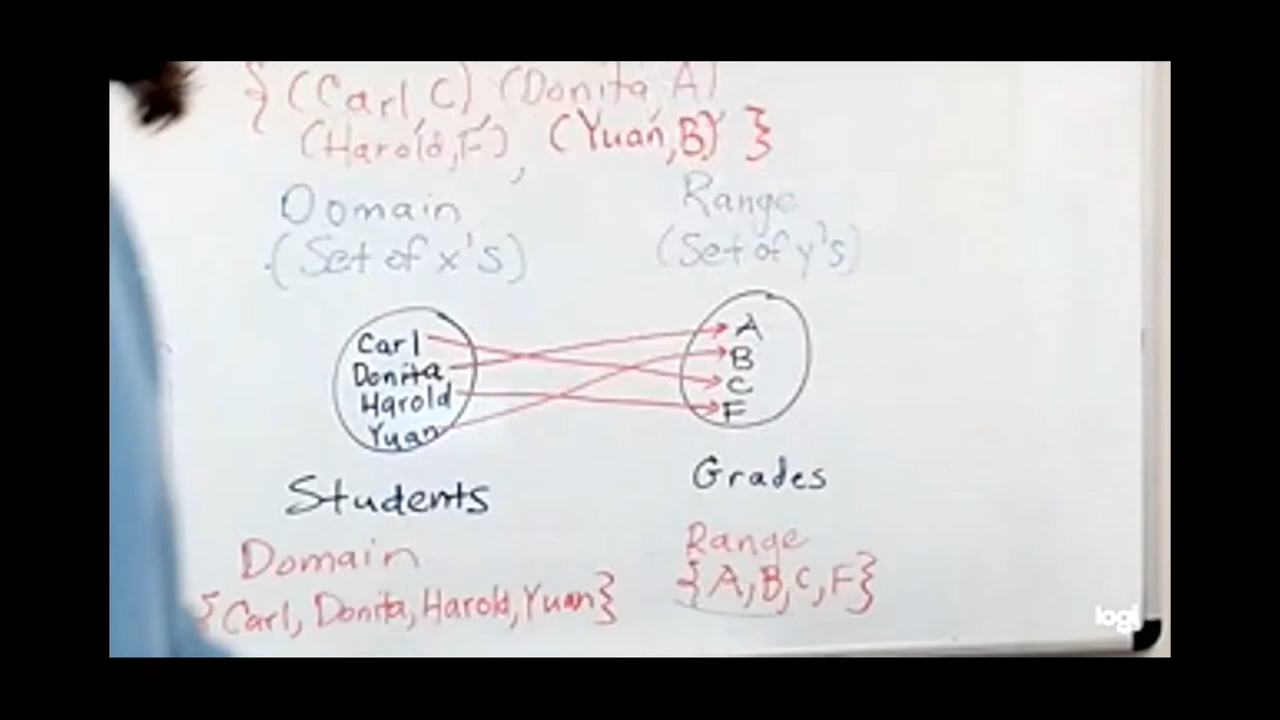 { (Carl, C), (Donita, A)
(Harold, F), (Yuan, B) }
Domain
(Set of x's)
Range
(Set of y's)
Carl
Donita
Harold
Yuan
A
B
C
F
Students
Grades
Domain
{Carl, Donita, Harold, Yuan}
Range
{A, B, C, F}
logi